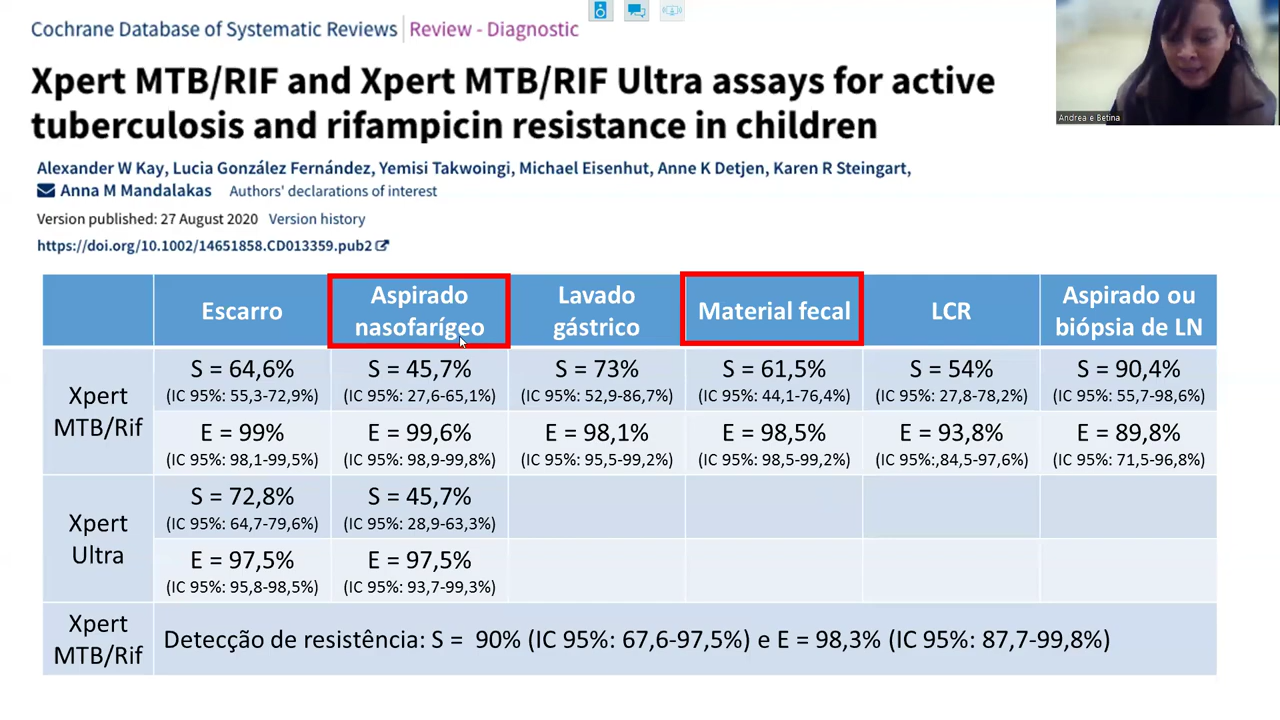 Cochrane Database of Systematic Reviews | Review - Diagnostic
Xpert MTB/RIF and Xpert MTB/RIF Ultra assays for active
tuberculosis and rifampicin resistance in children
Alexander W Kay, Lucia González Fernández, Yemisi Takwoingi, Michael Eisenhut, Anne K Detjen, Karen R Steingart,
Anna M Mandalakas Authors' declarations of interest
Version published: 27 August 2020 Version history
https://doi.org/10.1002/14651858.CD013359.pub2
Andrea e Betina
Escarro
Aspirado
nasofarígeo
Lavado
gástrico
Material fecal
LCR
Aspirado ou
biópsia de LN
Xpert
MTB/Rif
S = 64,6%
(IC 95%: 55,3-72,9%)
S = 45,7%
(IC 95%: 27,6-65,1%)
S = 73%
(IC 95%: 52,9-86,7%)
S = 61,5%
(IC 95%: 44,1-76,4%)
S = 54%
(IC 95%: 27,8-78,2%)
S = 90,4%
(IC 95%: 55,7-98,6%)
E = 99%
(IC 95%: 98,1-99,5%)
E = 99,6%
(IC 95%: 98,9-99,8%)
E = 98,1%
(IC 95%: 95,5-99,2%)
E = 98,5%
(IC 95%: 98,5-99,2%)
E = 93,8%
(IC 95%:,84,5-97,6%)
E = 89,8%
(IC 95%: 71,5-96,8%)
Xpert
Ultra
S = 72,8%
(IC 95%: 64,7-79,6%)
S = 45,7%
(IC 95%: 28,9-63,3%)
E = 97,5%
(IC 95%: 95,8-98,5%)
E = 97,5%
(IC 95%: 93,7-99,3%)
Xpert
MTB/Rif
Detecção de resistência: S = 90% (IC 95%: 67,6-97,5%) e E = 98,3% (IC 95%: 87,7-99,8%)